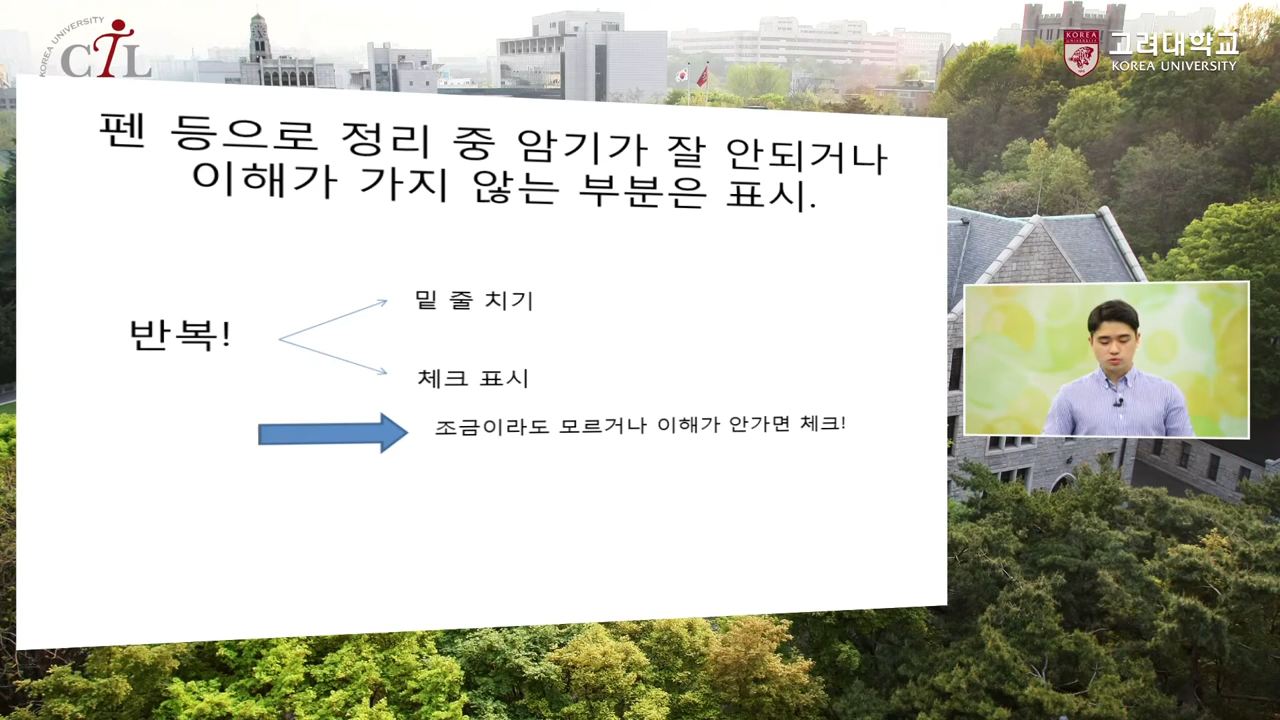 KOREA UNIVERSITY
CTL
고려대학교
KOREA UNIVERSITY
펜 등으로 정리 중 암기가 잘 안되거나
이해가 가지 않는 부분은 표시.
반복!
밑 줄 치기
체크 표시
조금이라도 모르거나 이해가 안가면 체크!